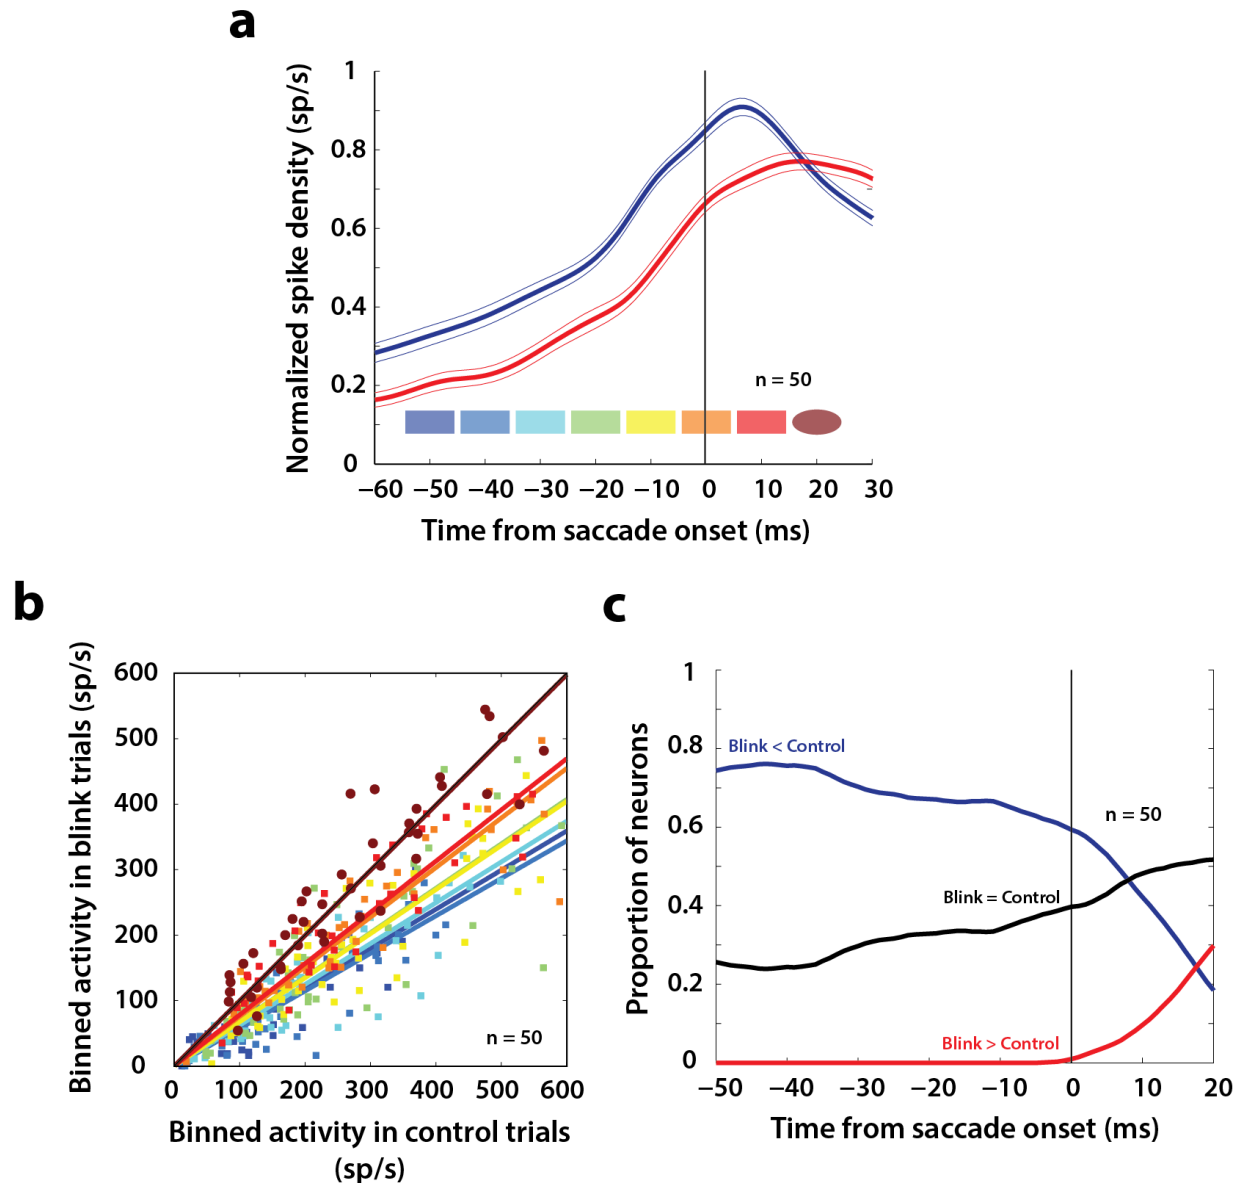 a
Normalized spike density (sp/s)
1
0.8
0.6
0.4
0.2
0
n = 50
−60 −50 −40 −30 −20 −10 0 10 20 30
Time from saccade onset (ms)
b
Binned activity in blink trials (sp/s)
600
500
400
300
200
100
0
n = 50
0 100 200 300 400 500 600
Binned activity in control trials
(sp/s)
c
Proportion of neurons
1
0.8
0.6
0.4
0.2
0
Blink < Control
n = 50
Blink = Control
Blink > Control
−50 −40 −30 −20 −10 0 10 20
Time from saccade onset (ms)